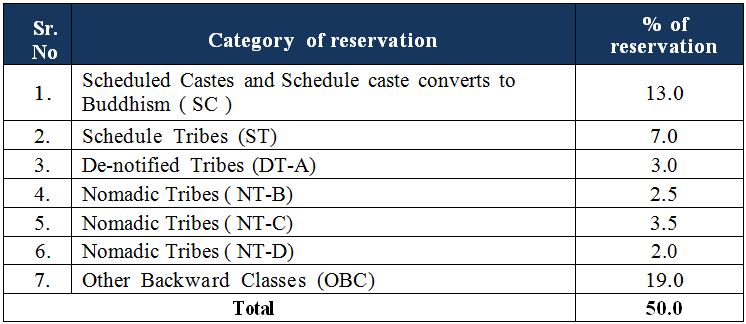 Sr. No Category of reservation % of reservation
1. Scheduled Castes and Schedule caste converts to Buddhism ( SC ) 13.0
2. Schedule Tribes (ST) 7.0
3. De-notified Tribes (DT-A) 3.0
4. Nomadic Tribes ( NT-B) 2.5
5. Nomadic Tribes ( NT-C) 3.5
6. Nomadic Tribes ( NT-D) 2.0
7. Other Backward Classes (OBC) 19.0
Total 50.0